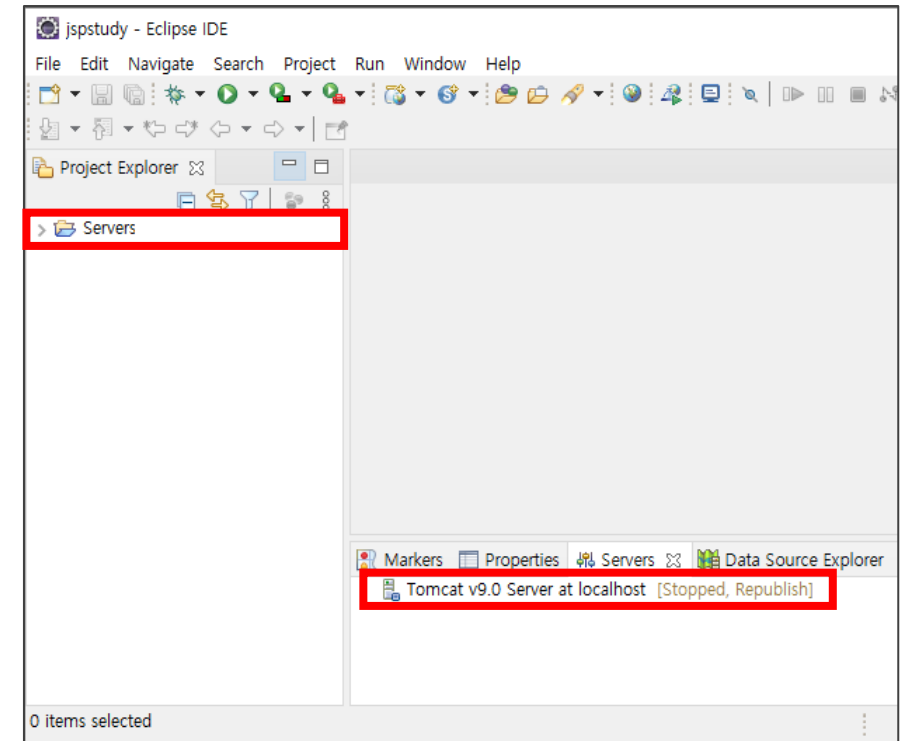 jspstudy - Eclipse IDE
File Edit Navigate Search Project Run Window Help
Project Explorer
Servers
Markers Properties Servers Data Source Explorer
Tomcat v9.0 Server at localhost [Stopped, Republish]
0 items selected